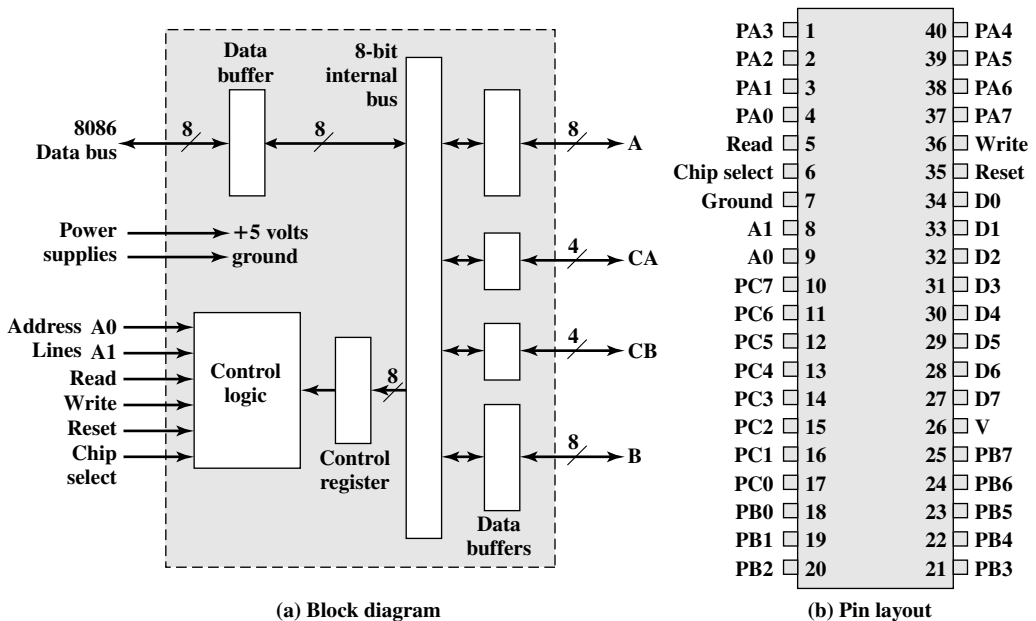 Data
buffer
8-bit
internal
bus
8086
Data bus
8
8
8
A
Power
supplies
+5 volts
ground
4
CA
Address A0
Lines A1
Read
Write
Reset
Chip
select
Control
logic
8
Control
register
4
CB
8
B
Data
buffers
(a) Block diagram
PA3 1 40 PA4
PA2 2 39 PA5
PA1 3 38 PA6
PA0 4 37 PA7
Read 5 36 Write
Chip select 6 35 Reset
Ground 7 34 D0
A1 8 33 D1
A0 9 32 D2
PC7 10 31 D3
PC6 11 30 D4
PC5 12 29 D5
PC4 13 28 D6
PC3 14 27 D7
PC2 15 26 V
PC1 16 25 PB7
PC0 17 24 PB6
PB0 18 23 PB5
PB1 19 22 PB4
PB2 20 21 PB3
(b) Pin layout